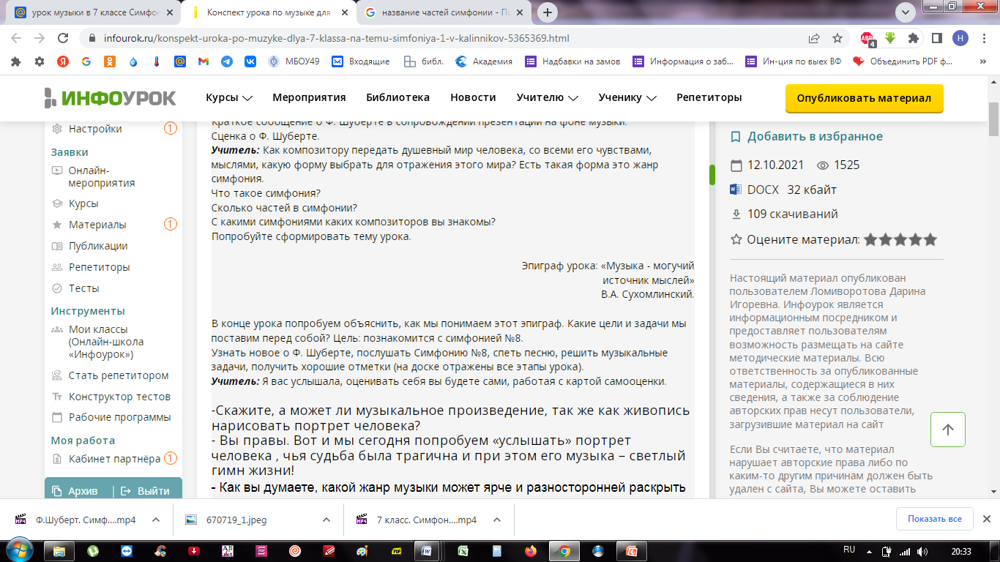 урок музыки в 7 классе Симфон
Конспект урока по музыке для 7
название частей симфонии - По
infourok.ru/konspekt-uroka-po-muzyke-dlya-7-klassa-na-temu-simfoniya-1-v-kalinnikov-5365369.html
ABP
4
Н
МБОУ49
Входящие
библ.
Академия
Надбавки на замов
Информация о заб...
Ин-ция по выех ВФ
Объединить PDF ф...
»
ИНФОУРОК
Курсы
Мероприятия
Библиотека
Новости
Учителю
Ученику
Репетиторы
Опубликовать материал
Настройки
1
Заявки
Онлайн-
мероприятия
Курсы
Материалы
1
Публикации
Репетиторы
Тесты
Инструменты
Мои классы
(Онлайн-школа
«Инфоурок»)
Стать репетитором
Конструктор тестов
Рабочие программы
Моя работа
Кабинет партнёра
1
Архив
Выйти
Краткое сообщение о Ф. Шуберте в сопровождении презентации на фоне музыки.
Сценка о Ф. Шуберте.
Учитель: Как композитору передать душевный мир человека, со всеми его чувствами,
мыслями, какую форму выбрать для отражения этого мира? Есть такая форма это жанр
симфония.
Что такое симфония?
Сколько частей в симфонии?
С какими симфониями каких композиторов вы знакомы?
Попробуйте сформировать тему урока.
Эпиграф урока: «Музыка - могучий
источник мыслей»
В.А. Сухомлинский.
В конце урока попробуем объяснить, как мы понимаем этот эпиграф. Какие цели и задачи мы
поставим перед собой? Цель: познакомится с симфонией №8.
Узнать новое о Ф. Шуберте, послушать Симфонию №8, спеть песню, решить музыкальные
задачи, получить хорошие отметки (на доске отражены все этапы урока).
Учитель: Я вас услышала, оценивать себя вы будете сами, работая с картой самооценки.
-Скажите, а может ли музыкальное произведение, так же как живопись
нарисовать портрет человека?
- Вы правы. Вот и мы сегодня попробуем «услышать» портрет
человека , чья судьба была трагична и при этом его музыка – светлый
гимн жизни!
- Как вы думаете, какой жанр музыки может ярче и разносторонней раскрыть
Добавить в избранное
12.10.2021
1525
DOCX
32 кбайт
109 скачиваний
Оцените материал:
Настоящий материал опубликован
пользователем Ломиворотова Дарина
Игоревна. Инфоурок является
информационным посредником и
предоставляет пользователям
возможность размещать на сайте
методические материалы. Всю
ответственность за опубликованные
материалы, содержащиеся в них
сведения, а также за соблюдение
авторских прав несут пользователи,
загрузившие материал на сайт
Если Вы считаете, что материал
нарушает авторские права либо по
каким-то другим причинам должен быть
удален с сайта, Вы можете оставить
Ф.Шуберт. Симф....mp4
670719_1.jpeg
7 класс. Симфон....mp4
Показать все
RU
20:33